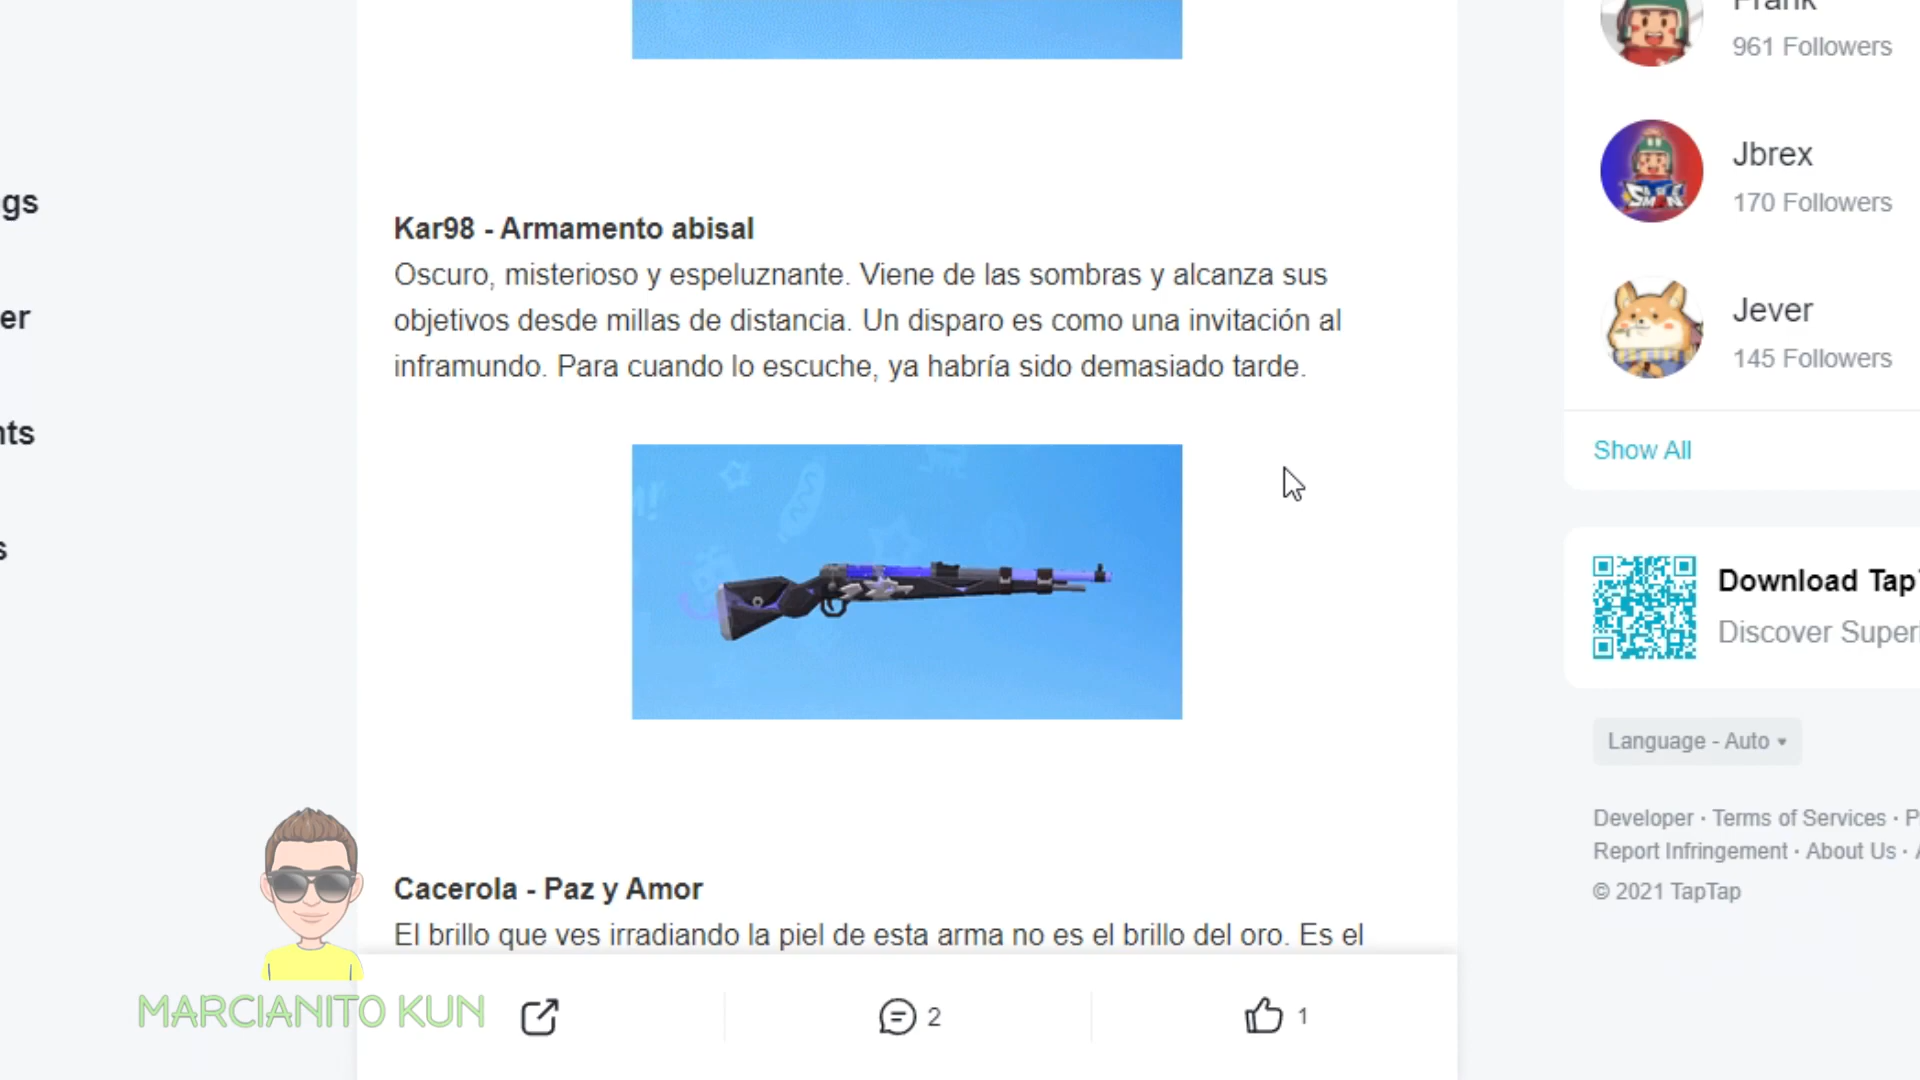 Frank
961 Followers
Jbrex
170 Followers
Jever
145 Followers
Show All
gs
er
nts
s
Kar98 - Armamento abisal
Oscuro, misterioso y espeluznante. Viene de las sombras y alcanza sus
objetivos desde millas de distancia. Un disparo es como una invitación al
inframundo. Para cuando lo escuche, ya habría sido demasiado tarde.
Cacerola - Paz y Amor
El brillo que ves irradiando la piel de esta arma no es el brillo del oro. Es el
MARCIANITO KUN
2
1
Download Tap
Discover Super
Language - Auto ▾
Developer · Terms of Services · P
Report Infringement · About Us ·
© 2021 TapTap